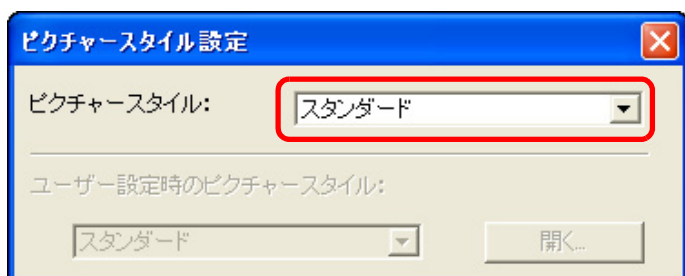 ピクチャースタイル設定
ピクチャースタイル： スタンダード
ユーザー設定時のピクチャースタイル：
スタンダード 開く...